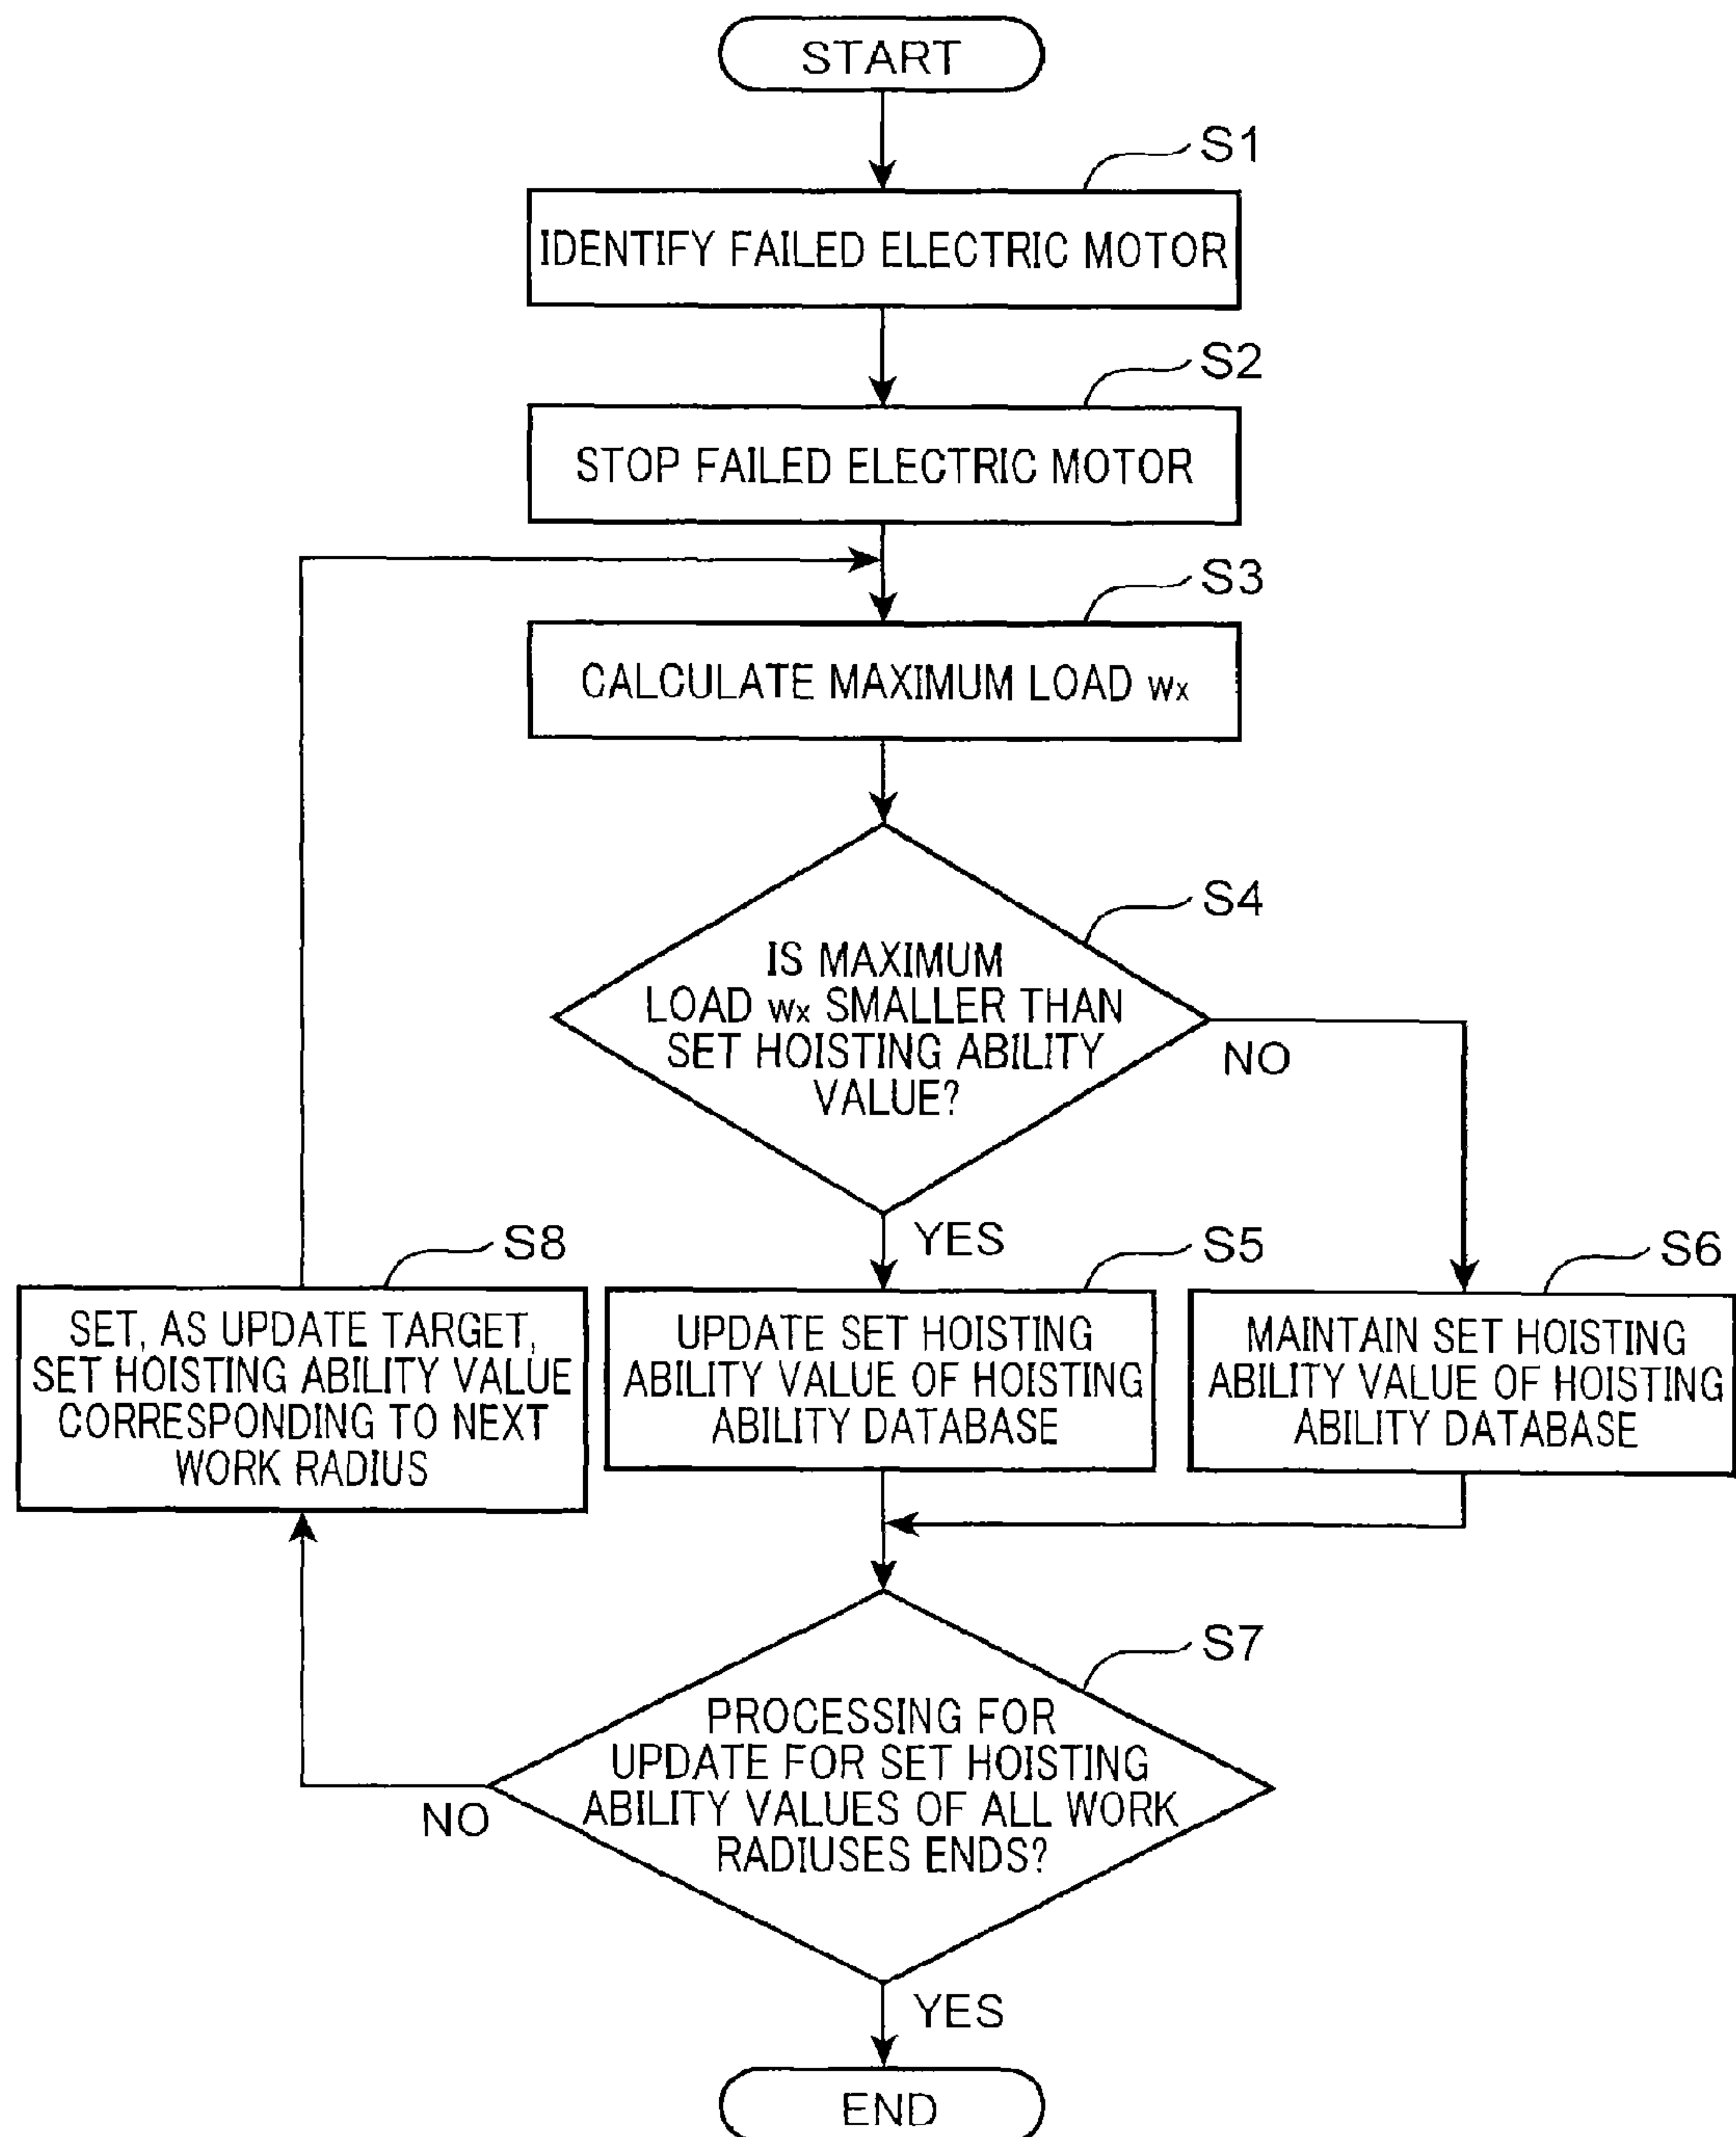 START
S1
IDENTIFY FAILED ELECTRIC MOTOR
S2
STOP FAILED ELECTRIC MOTOR
S3
CALCULATE MAXIMUM LOAD wx
S4
IS MAXIMUM
LOAD wx SMALLER THAN
SET HOISTING ABILITY
VALUE?
NO
YES
S8
SET, AS UPDATE TARGET,
SET HOISTING ABILITY VALUE
CORRESPONDING TO NEXT
WORK RADIUS
S5
UPDATE SET HOISTING
ABILITY VALUE OF HOISTING
ABILITY DATABASE
S6
MAINTAIN SET HOISTING
ABILITY VALUE OF HOISTING
ABILITY DATABASE
S7
PROCESSING FOR
UPDATE FOR SET HOISTING
ABILITY VALUES OF ALL WORK
RADIUSES ENDS?
NO
YES
END